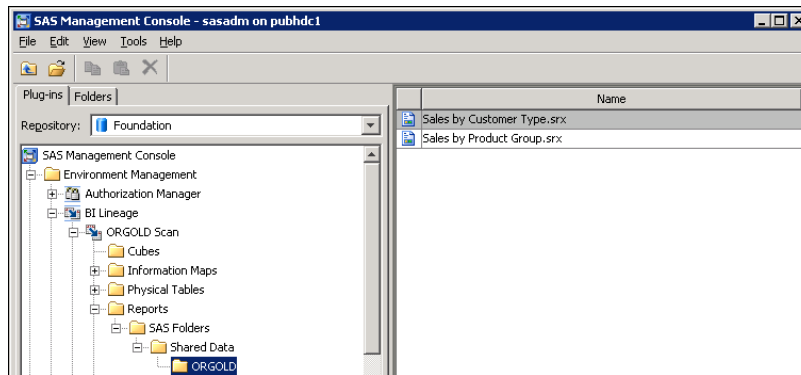 SAS Management Console - sasadm on pubhdc1
File Edit View Tools Help
Plug-ins Folders
Repository: Foundation
SAS Management Console
Environment Management
Authorization Manager
BI Lineage
ORGOLD Scan
Cubes
Information Maps
Physical Tables
Reports
SAS Folders
Shared Data
ORGOLD
Name
Sales by Customer Type.srx
Sales by Product Group.srx